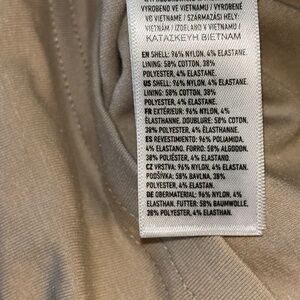 VYROBENO VE VIETNAMU / VYROBENÉ
VO VIETNAME / SZÁRMAZÁSI HELY:
VIETNÁM / IZDELANO V VIETNAMU /
ΚΑΤΑΣΚΕΥΗ ΒΙΕΤΝΑΜ
EN SHELL: 96% NYLON, 4% ELASTANE.
LINING: 58% COTTON, 38%
POLYESTER, 4% ELASTANE.
US SHELL: 96% NYLON, 4% ELASTANE.
LINING: 58% COTTON, 38%
POLYESTER, 4% ELASTANE.
FR EXTÉRIEUR: 96% NYLON, 4%
ÉLASTHANNE. DOUBLURE: 58% COTON,
38% POLYESTER, 4% ÉLASTHANNE.
ES REVESTIMIENTO: 96% POLIAMIDA,
4% ELASTANO. FORRO: 58% ALGODÓN,
38% POLIÉSTER, 4% ELASTANO.
CZ VRSTVA: 96% NYLON, 4% ELASTAN.
PODŠÍVKA: 58% BAVLNA, 38%
POLYESTER, 4% ELASTAN.
DE OBERMATERIAL: 96% NYLON, 4%
ELASTHAN. FUTTER: 58% BAUMWOLLE,
38% POLYESTER, 4% ELASTHAN.